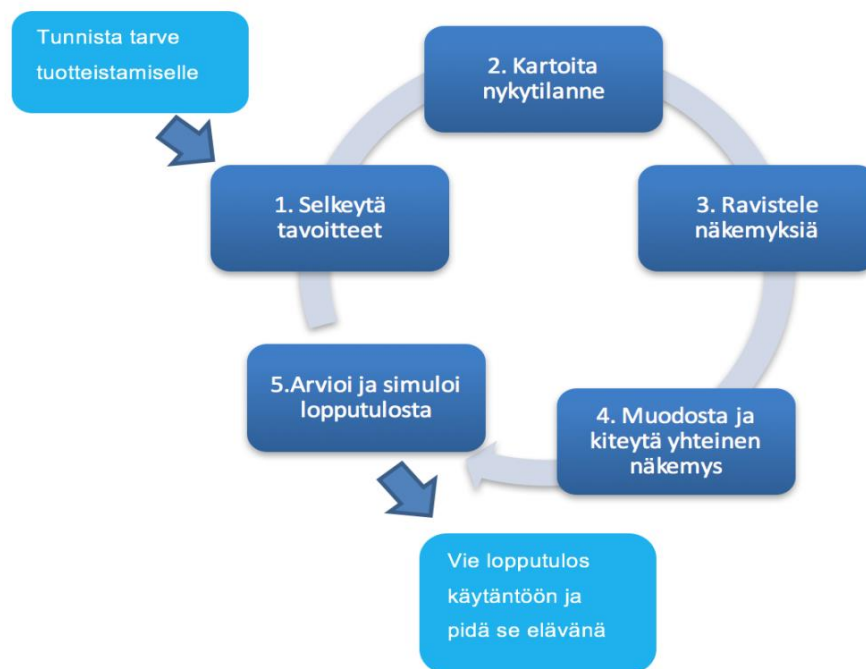 Tunnista tarve
tuotteistamiselle
1. Selkeytä
tavoitteet
2. Kartoita
nykytilanne
3. Ravistele
näkemyksiä
4. Muodosta ja
kiteytä yhteinen
näkemys
5.Arvioi ja simuloi
lopputulosta
Vie lopputulos
käytäntöön ja
pidä se elävänä